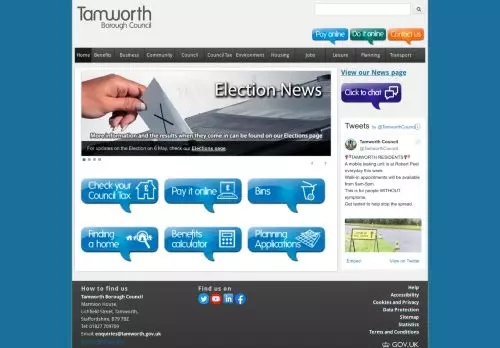 Tamworth
Borough Council
Pay online
Do it online
Contact us
Home
Benefits
Business
Community
Council
Council Tax
Environment
Housing
Jobs
Leisure
Planning
Transport
Election News
More information and the results when they come in can be found on our Elections page
For updates on the Election on 6 May, check our Elections page.
View our News page
Click to chat
Tweets by @TamworthCouncil
Tamworth Council
@TamworthCouncil
TAMWORTH RESIDENTS
A mobile testing unit is at Robert Peel
everyday this week.
Walk-in appointments will be available
from 9am-3pm.
This is for people WITHOUT
symptoms.
Get tested to help stop the spread.
Embed
View on Twitter
Check your
Council Tax
Pay it online
Bins
Finding
a home
Benefits
calculator
Planning
Applications
How to find us
Tamworth Borough Council
Marmion House,
Lichfield Street, Tamworth,
Staffordshire, B79 7BZ
Tel: 01827 709709
Email: enquiries@tamworth.gov.uk
Find us on
Help
Accessibility
Cookies and Privacy
Data Protection
Sitemap
Statistics
Terms and Conditions
GOV.UK